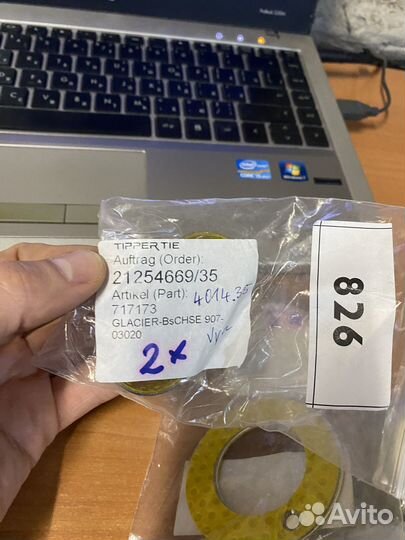 TIPPERTIE
Auftrag (Order):
21254669/35
Artikel (Part):
4014.35
717173
GLACIER-BsCHSE 907-
03020
2x
826
Avito